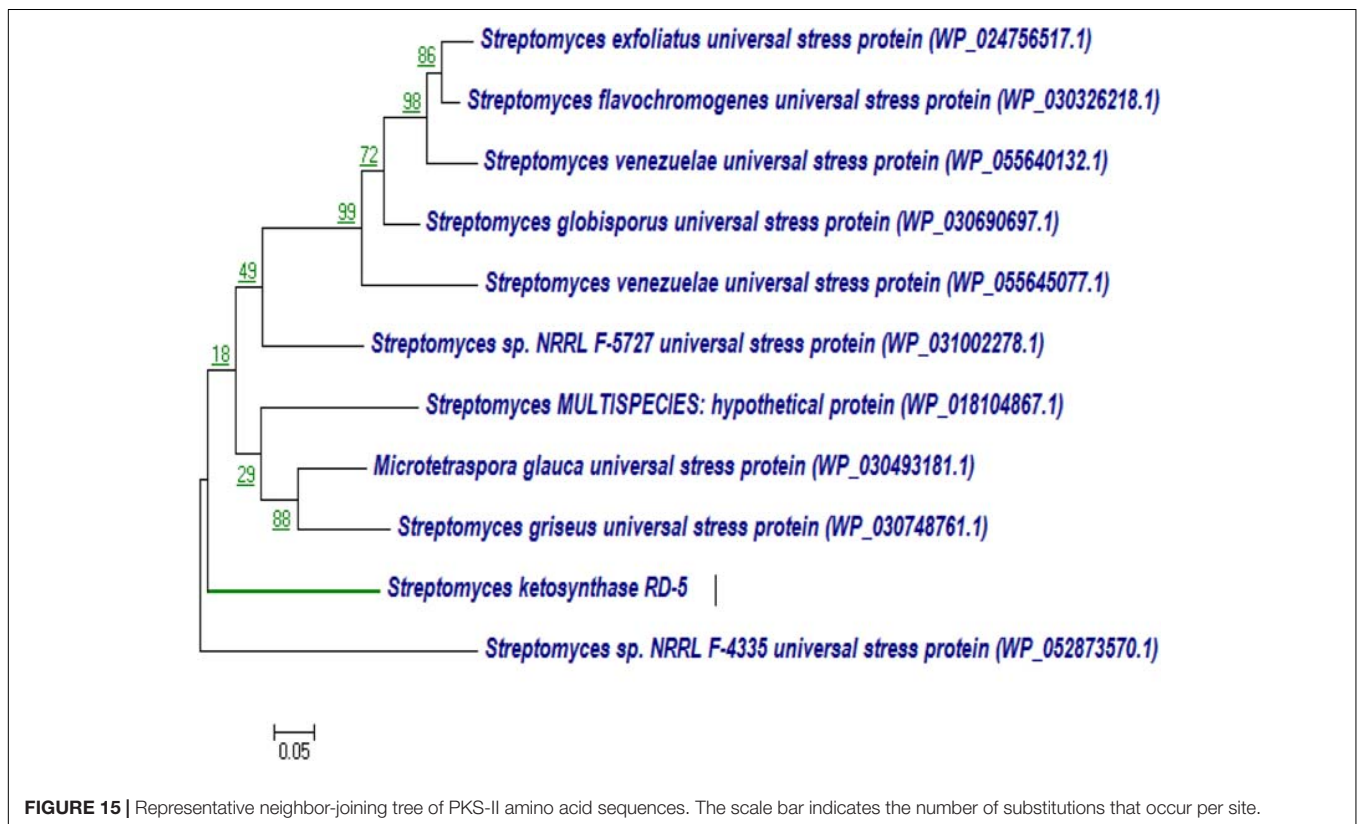 Streptomyces exfoliatus universal stress protein (WP_024756517.1)
86
Streptomyces flavochromogenes universal stress protein (WP_030326218.1)
98
Streptomyces venezuelae universal stress protein (WP_055640132.1)
72
Streptomyces globisporus universal stress protein (WP_030690697.1)
99
Streptomyces venezuelae universal stress protein (WP_055645077.1)
49
Streptomyces sp. NRRL F-5727 universal stress protein (WP_031002278.1)
18
Streptomyces MULTISPECIES: hypothetical protein (WP_018104867.1)
Microtetraspora glauca universal stress protein (WP_030493181.1)
29
88
Streptomyces griseus universal stress protein (WP_030748761.1)
Streptomyces ketosynthase RD-5
Streptomyces sp. NRRL F-4335 universal stress protein (WP_052873570.1)
0.05
FIGURE 15 | Representative neighbor-joining tree of PKS-II amino acid sequences. The scale bar indicates the number of substitutions that occur per site.